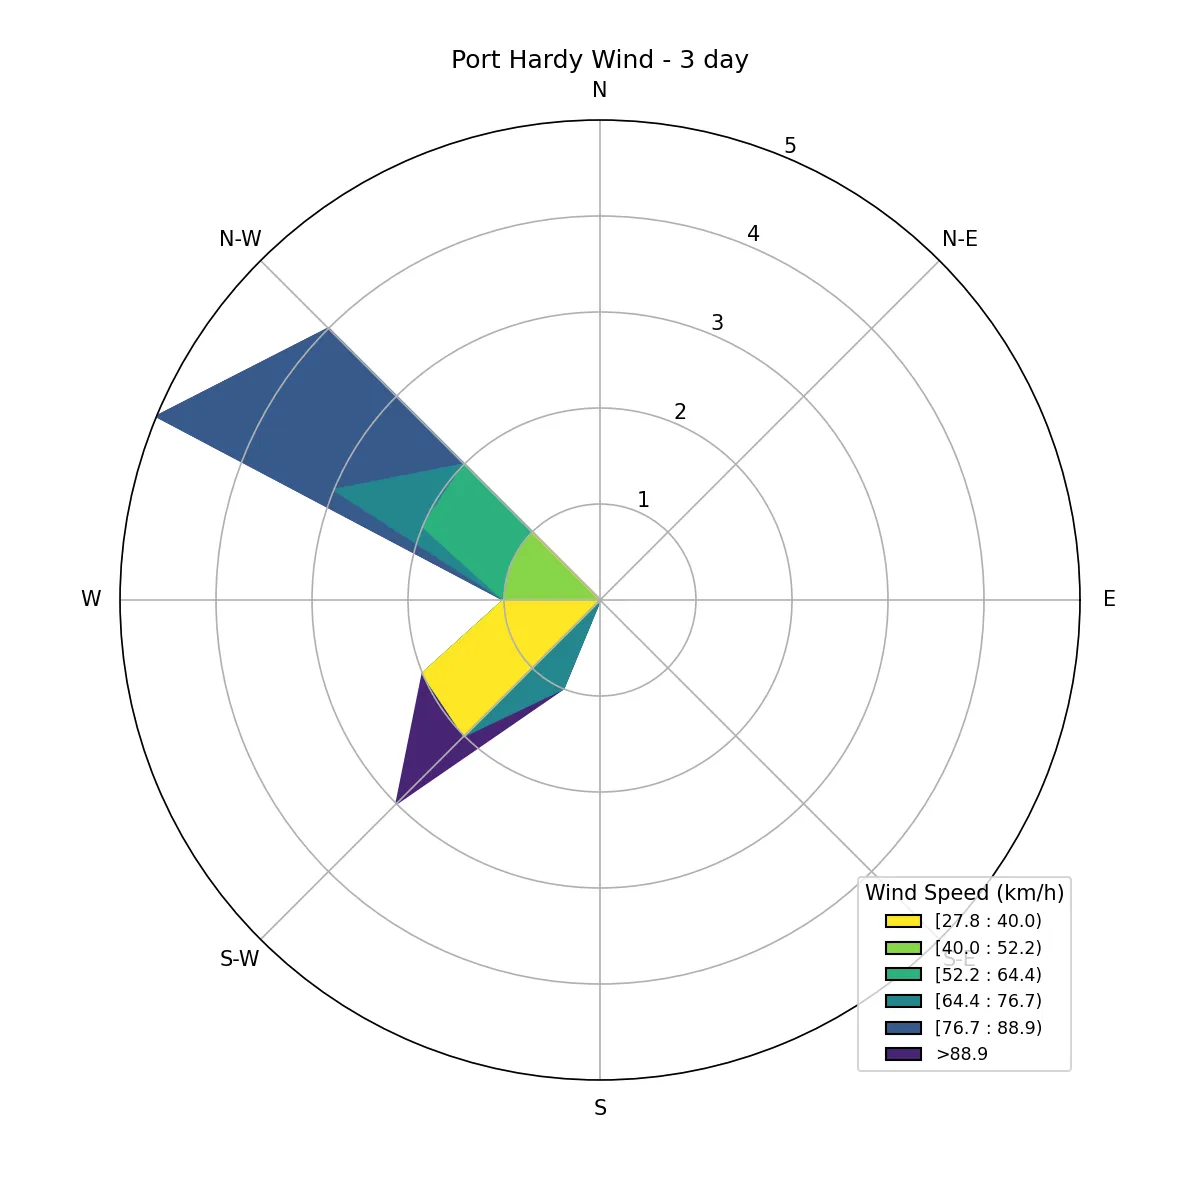 Port Hardy Wind - 3 day
N
5
N-W
4
N-E
3
2
1
W
E
S-W
S-E
Wind Speed (km/h)
[27.8 : 40.0)
[40.0 : 52.2)
[52.2 : 64.4)
[64.4 : 76.7)
[76.7 : 88.9)
>88.9
S